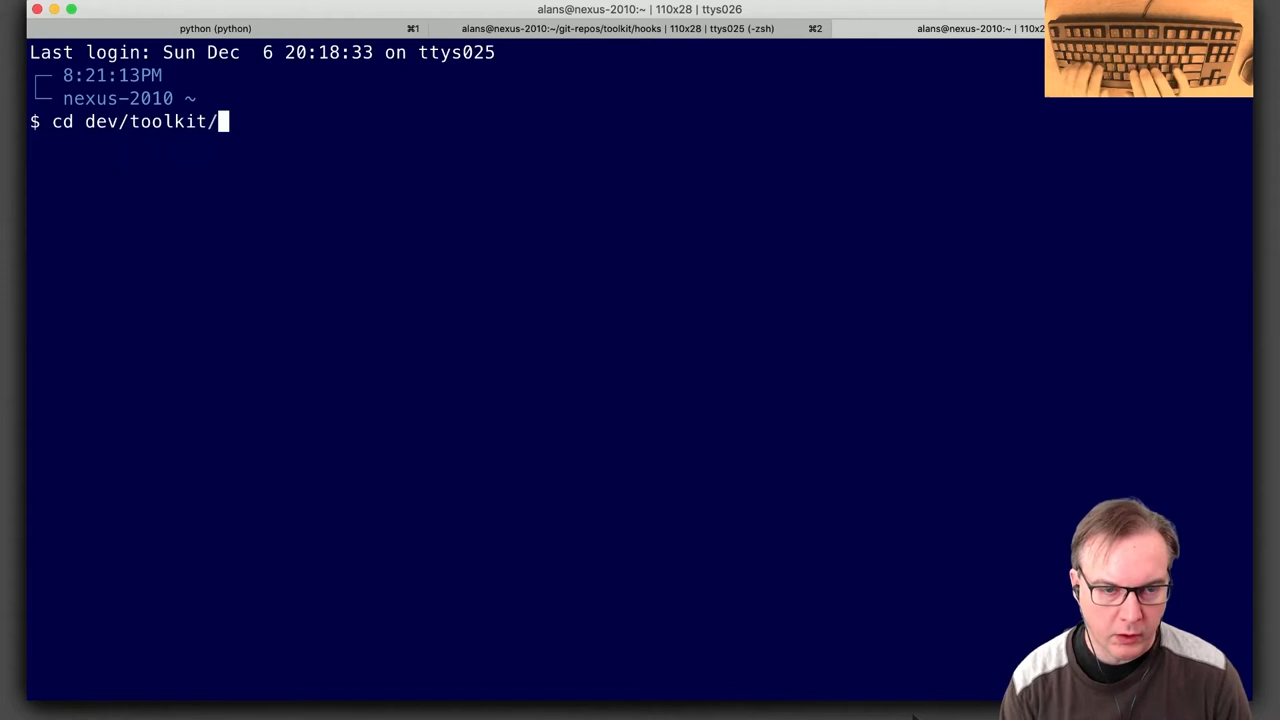 alans@nexus-2010:~ | 110x28 | ttys026
python (python) ⌘1
alans@nexus-2010:~/git-repos/toolkit/hooks | 110x28 | ttys025 (-zsh) ⌘2
alans@nexus-2010:~ | 110x2
Last login: Sun Dec  6 20:18:33 on ttys025
8:21:13PM
nexus-2010 ~
$ cd dev/toolkit/